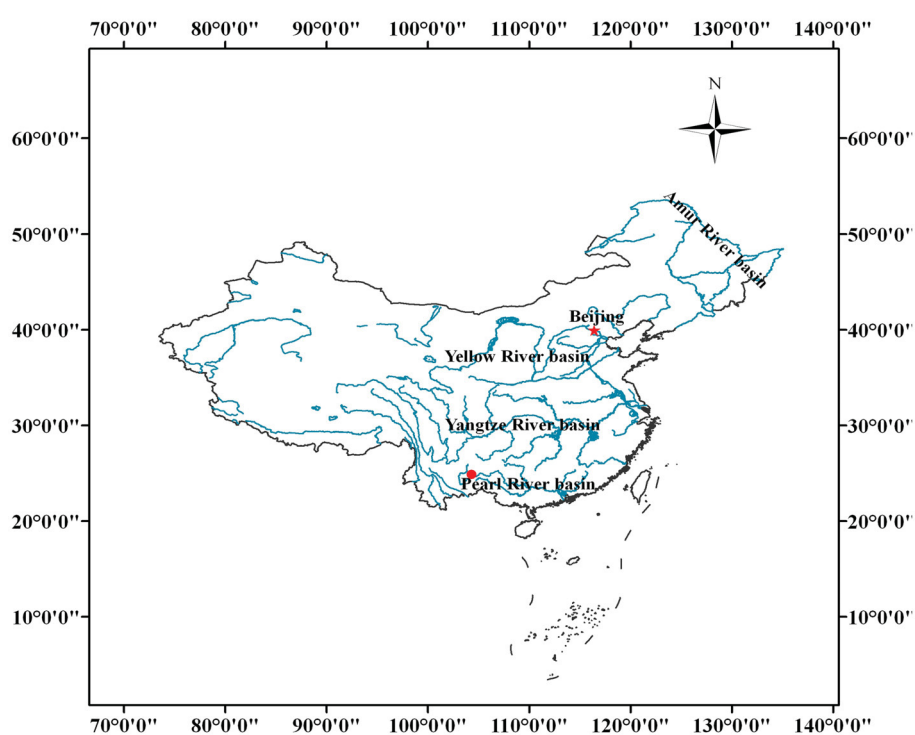 70°0'0" 80°0'0" 90°0'0" 100°0'0" 110°0'0" 120°0'0" 130°0'0" 140°0'0"
N
60°0'0" 60°0'0"
Amur River basin
50°0'0" 50°0'0"
Beijing
40°0'0" 40°0'0"
Yellow River basin
30°0'0" 30°0'0"
Yangtze River basin
Pearl River basin
20°0'0" 20°0'0"
10°0'0" 10°0'0"
70°0'0" 80°0'0" 90°0'0" 100°0'0" 110°0'0" 120°0'0" 130°0'0" 140°0'0"